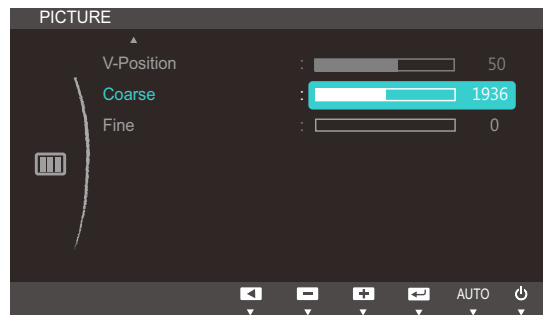 PICTURE
V-Position : 50
Coarse : 1936
Fine : 0
AUTO